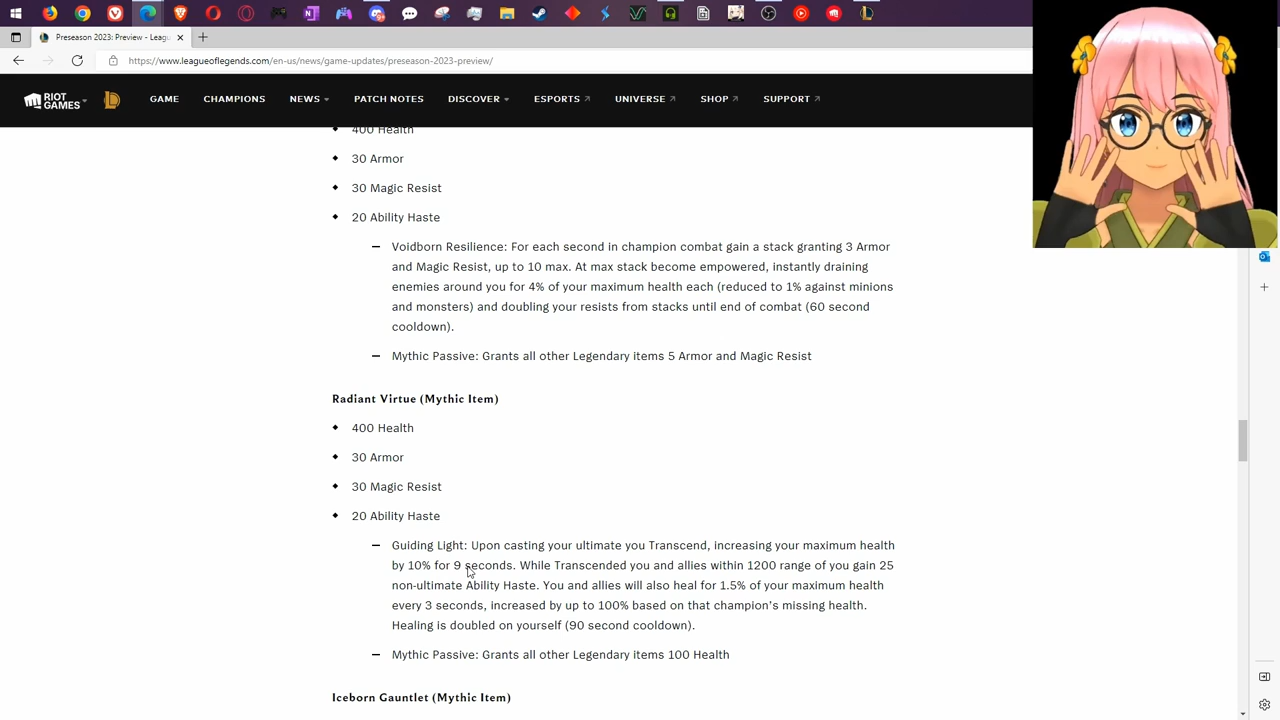 Preseason 2023: Preview - Leagu
https://www.leagueoflegends.com/en-us/news/game-updates/preseason-2023-preview/
RIOT GAMES
GAME
CHAMPIONS
NEWS
PATCH NOTES
DISCOVER
ESPORTS
UNIVERSE
SHOP
SUPPORT
400 Health
30 Armor
30 Magic Resist
20 Ability Haste
Voidborn Resilience: For each second in champion combat gain a stack granting 3 Armor
and Magic Resist, up to 10 max. At max stack become empowered, instantly draining
enemies around you for 4% of your maximum health each (reduced to 1% against minions
and monsters) and doubling your resists from stacks until end of combat (60 second
cooldown).
Mythic Passive: Grants all other Legendary items 5 Armor and Magic Resist
Radiant Virtue (Mythic Item)
400 Health
30 Armor
30 Magic Resist
20 Ability Haste
Guiding Light: Upon casting your ultimate you Transcend, increasing your maximum health
by 10% for 9 seconds. While Transcended you and allies within 1200 range of you gain 25
non-ultimate Ability Haste. You and allies will also heal for 1.5% of your maximum health
every 3 seconds, increased by up to 100% based on that champion's missing health.
Healing is doubled on yourself (90 second cooldown).
Mythic Passive: Grants all other Legendary items 100 Health
Iceborn Gauntlet (Mythic Item)